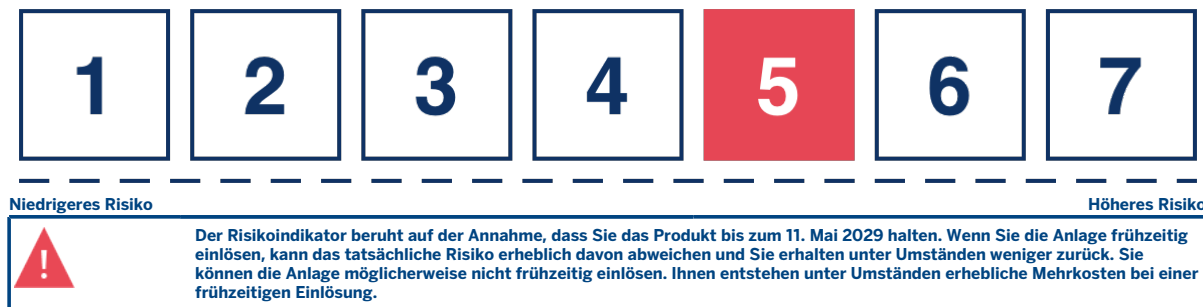 1 2 3 4 5 6 7
Niedrigeres Risiko Höheres Risiko
! Der Risikoindikator beruht auf der Annahme, dass Sie das Produkt bis zum 11. Mai 2029 halten. Wenn Sie die Anlage frühzeitig
einlösen, kann das tatsächliche Risiko erheblich davon abweichen und Sie erhalten unter Umständen weniger zurück. Sie
können die Anlage möglicherweise nicht frühzeitig einlösen. Ihnen entstehen unter Umständen erhebliche Mehrkosten bei einer
frühzeitigen Einlösung.